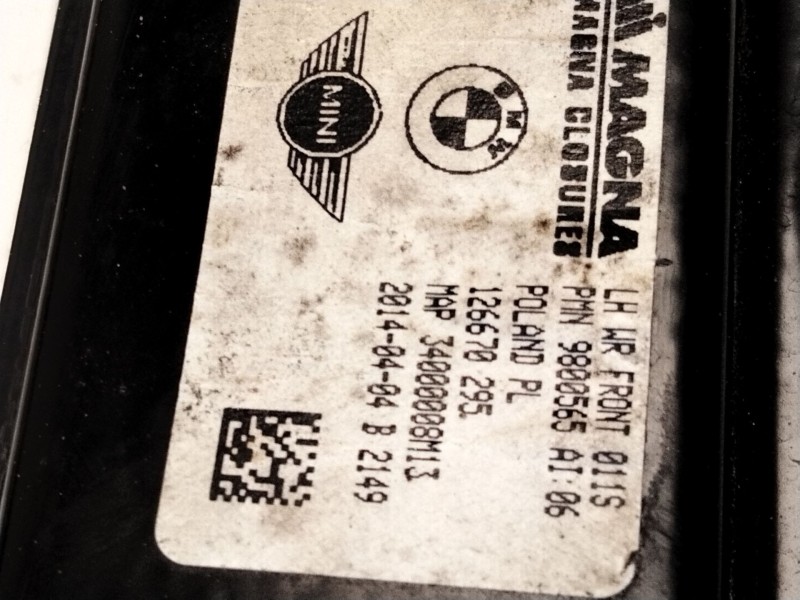 MAGNA
MAGNA CLOSURES
BMW
MINI
LH WR FRONT 011S
PMN 9800565 AI:06
POLAND PL
126670 295.
MAP 34000008M13
2014-04-04 B 2149